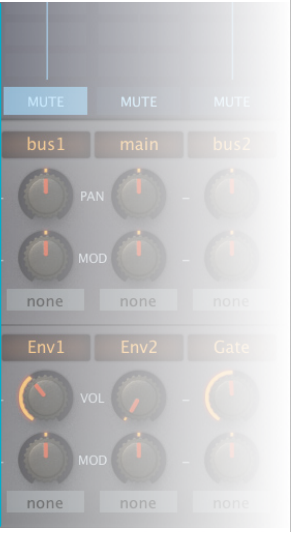 MUTE MUTE MUTE
bus1 main bus2
PAN
MOD
none none none
Env1 Env2 Gate
VOL
MOD
none none none